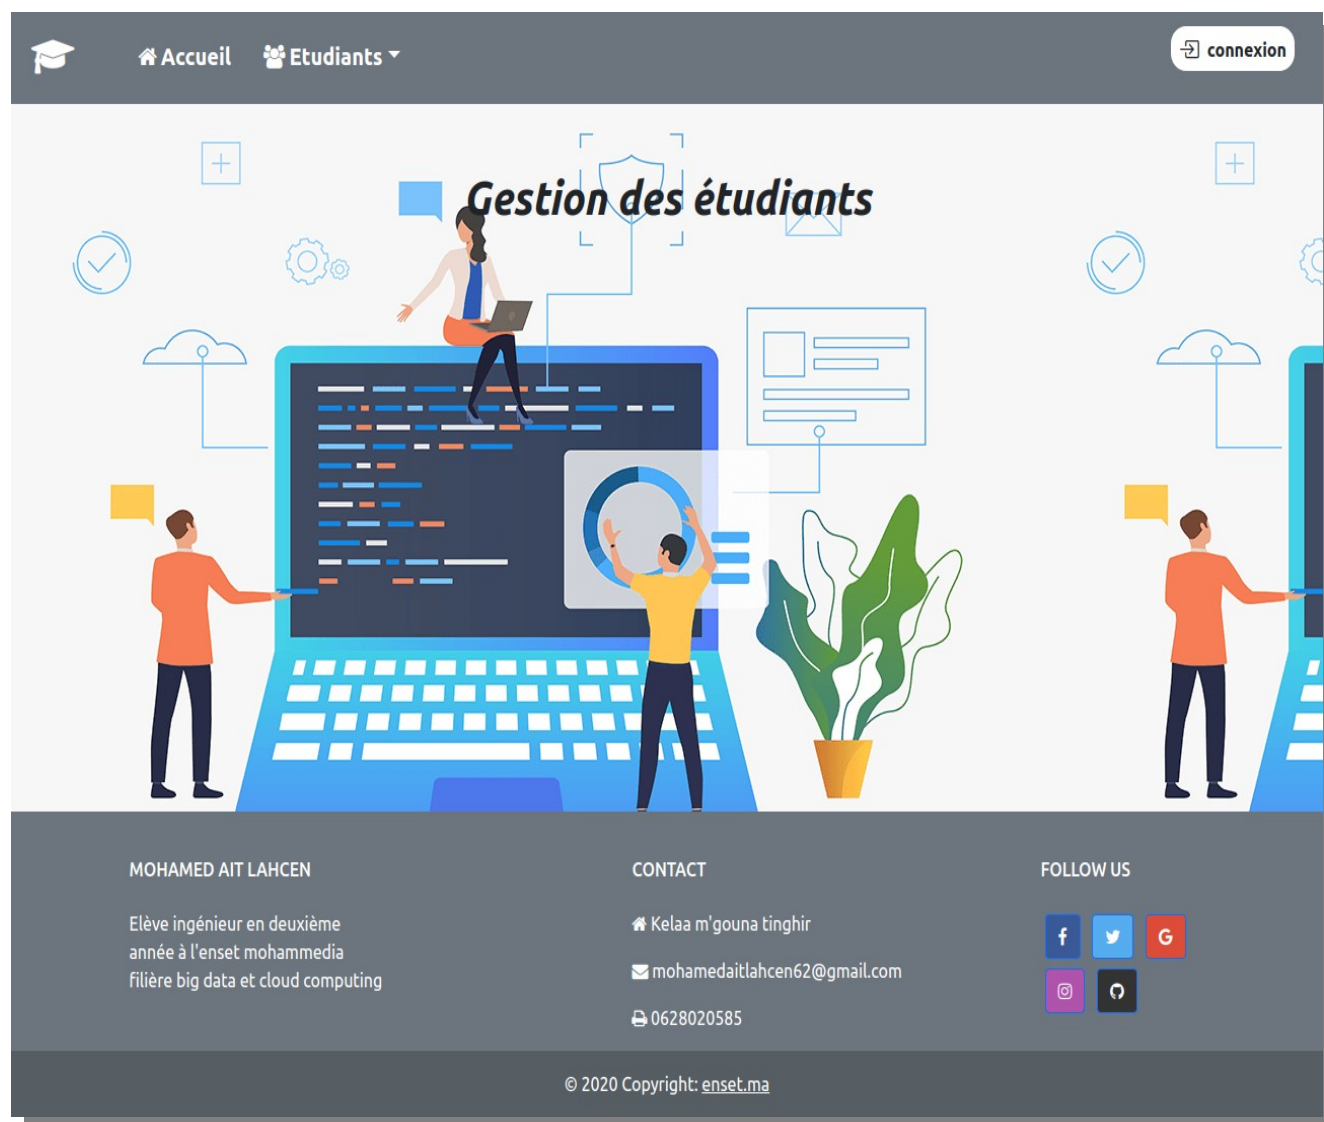 Accueil
Etudiants
connexion
Gestion des étudiants
MOHAMED AIT LAHCEN
Elève ingénieur en deuxième
année à l'enset mohammedia
filière big data et cloud computing
CONTACT
Kelaa m'gouna tinghir
mohamedaitlahcen62@gmail.com
0628020585
FOLLOW US
© 2020 Copyright: enset.ma